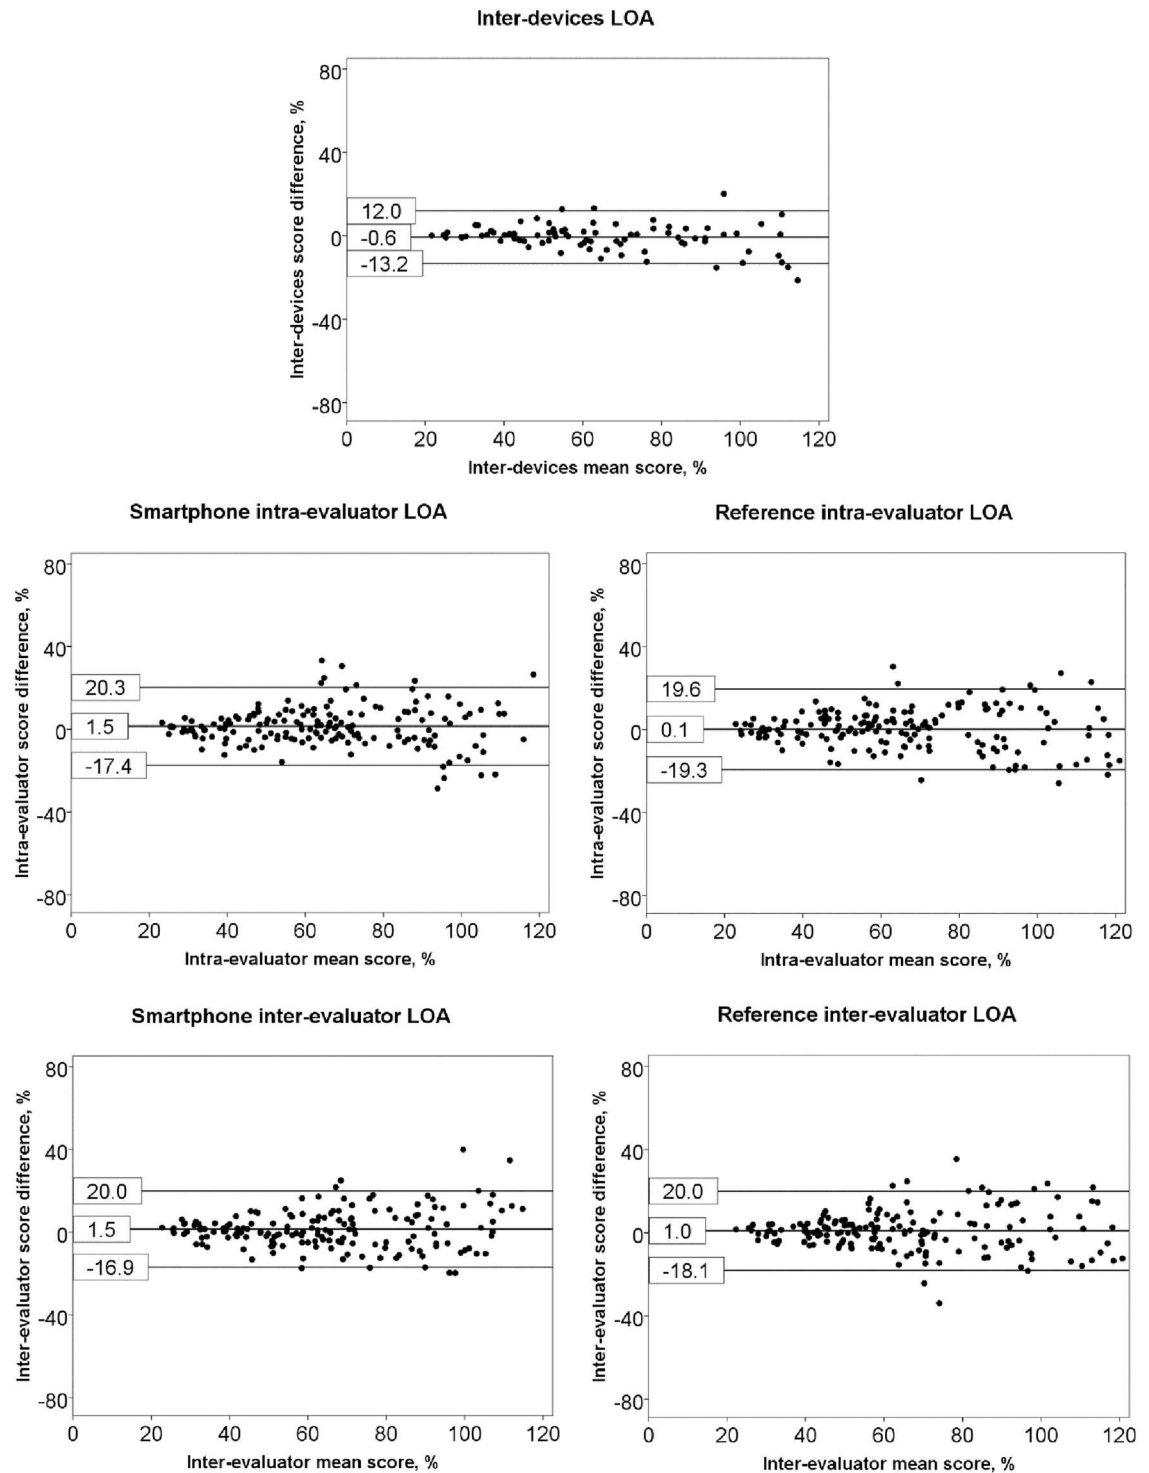 Inter-devices LOA
Inter-devices score difference, %
80
40
0
-40
-80
12.0
-0.6
-13.2
0 20 40 60 80 100 120
Inter-devices mean score, %
Smartphone intra-evaluator LOA
Intra-evaluator score difference, %
80
40
0
-40
-80
20.3
1.5
-17.4
0 20 40 60 80 100 120
Intra-evaluator mean score, %
Reference intra-evaluator LOA
Intra-evaluator score difference, %
80
40
0
-40
-80
19.6
0.1
-19.3
0 20 40 60 80 100 120
Intra-evaluator mean score, %
Smartphone inter-evaluator LOA
Inter-evaluator score difference, %
80
40
0
-40
-80
20.0
1.5
-16.9
0 20 40 60 80 100 120
Inter-evaluator mean score, %
Reference inter-evaluator LOA
Inter-evaluator score difference, %
80
40
0
-40
-80
20.0
1.0
-18.1
0 20 40 60 80 100 120
Inter-evaluator mean score, %